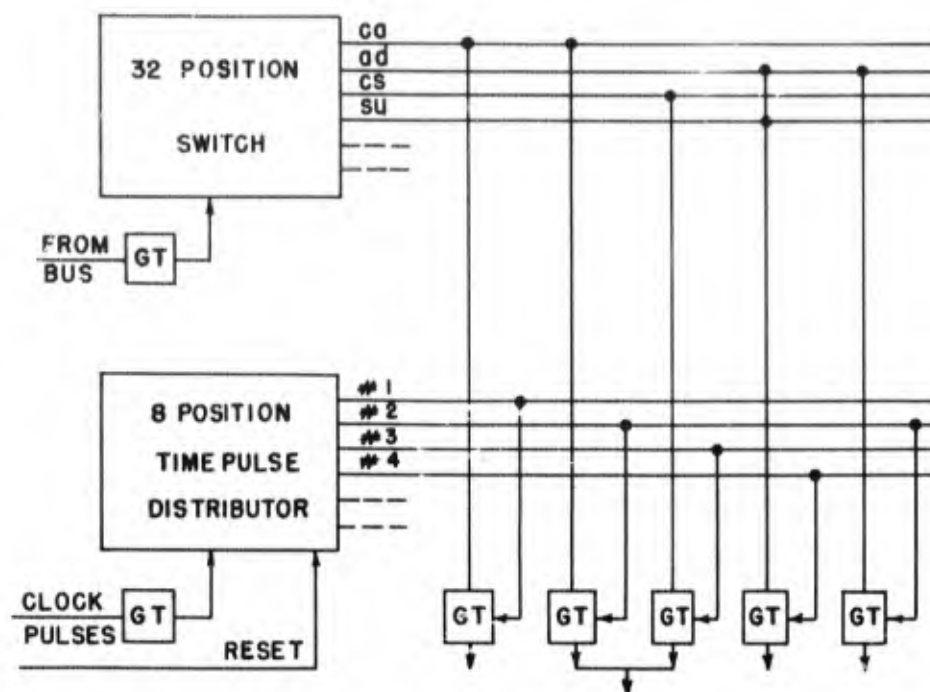 ca
ad
cs
su
32 POSITION
SWITCH
FROM
BUS
GT
#1
#2
#3
#4
8 POSITION
TIME PULSE
DISTRIBUTOR
CLOCK
PULSES
GT
RESET
GT GT GT GT GT